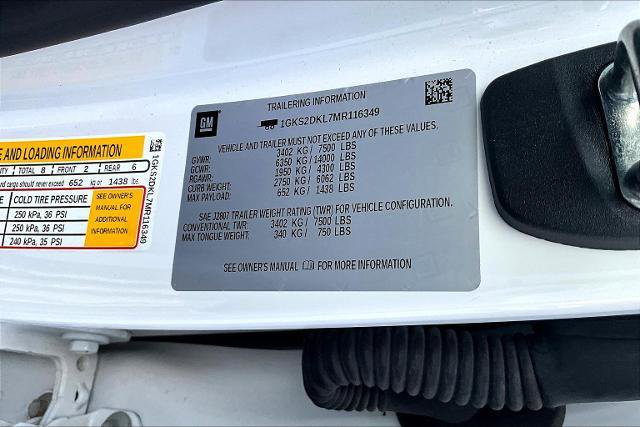 E AND LOADING INFORMATION
TOTAL 8 FRONT 2 REAR 6
and cargo should never exceed 652 kg or 1438 lbs
COLD TIRE PRESSURE
250 kPa, 36 PSI
250 kPa, 36 PSI
240 kPa, 35 PSI
SEE OWNER'S
MANUAL FOR
ADDITIONAL
INFORMATION
1GKS2DKL7MR116349
GM
TRAILERING INFORMATION
1GKS2DKL7MR116349
VEHICLE AND TRAILER MUST NOT EXCEED ANY OF THESE VALUES.
GVWR: 3402 KG/ 7500 LBS
GCWR: 6350 KG/ 14000 LBS
RGAWR: 1950 KG/ 4300 LBS
CURB WEIGHT: 2750 KG/ 6062 LBS
MAX PAYLOAD: 652 KG/ 1438 LBS
SAE J2807 TRAILER WEIGHT RATING (TWR) FOR VEHICLE CONFIGURATION.
CONVENTIONAL TWR: 3402 KG/ 7500 LBS
MAX TONGUE WEIGHT: 340 KG/ 750 LBS
SEE OWNER'S MANUAL FOR MORE INFORMATION